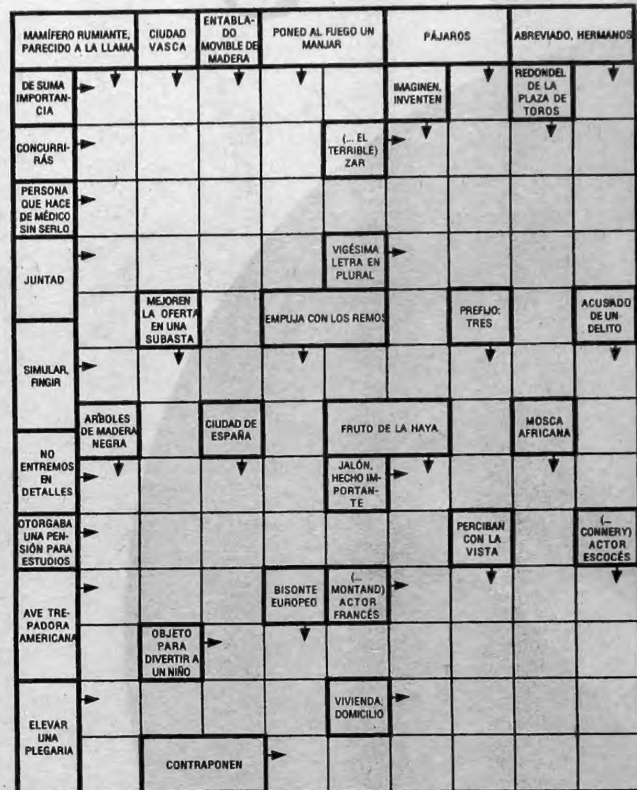 MAMÍFERO RUMIANTE,
PARECIDO A LA LLAMA
CIUDAD
VASCA
ENTABLA-
DO
MOVIBLE DE
MADERA
PONED AL FUEGO UN
MANJAR
PÁJAROS
ABREVIADO, HERMANOS
DE SUMA
IMPORTAN-
CIA
IMAGINEN,
INVENTEN
REDONDEL
DE LA
PLAZA DE
TOROS
CONCURRI-
RÁS
(... EL
TERRIBLE)
ZAR
PERSONA
QUE HACE
DE MÉDICO
SIN SERLO
JUNTAD
VIGÉSIMA
LETRA EN
PLURAL
MEJOREN
LA OFERTA
EN UNA
SUBASTA
EMPUJA CON LOS REMOS
PREFIJO:
TRES
ACUSADO
DE UN
DELITO
SIMULAR,
FINGIR
ARBOLES
DE MADERA
NEGRA
CIUDAD DE
ESPAÑA
FRUTO DE LA HAYA
MOSCA
AFRICANA
NO
ENTREMOS
EN
DETALLES
JALÓN,
HECHO IM-
PORTAN-
TE
OTORGABA
UNA PEN-
SIÓN PARA
ESTUDIOS
PERCIBAN
CON LA
VISTA
(...
CONNERY)
ACTOR
ESCOCÉS
AVE TRE-
PADORA
AMERICANA
BISONTE
EUROPEO
(...
MONTAND)
ACTOR
FRANCÉS
OBJETO
PARA
DIVERTIR A
UN NIÑO
ELEVAR
UNA
PLEGARIA
VIVIENDA,
DOMICILIO
CONTRAPONEN